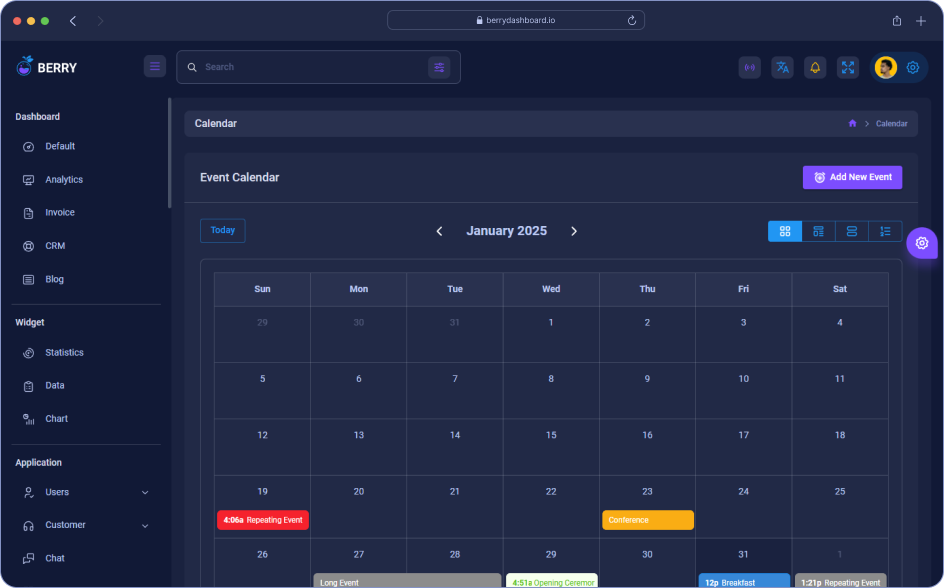 berrydashboard.io
BERRY
Search
Dashboard
Default
Analytics
Invoice
CRM
Blog
Widget
Statistics
Data
Chart
Application
Users
Customer
Chat
Calendar
Calendar
Event Calendar
Add New Event
Today
January 2025
Sun Mon Tue Wed Thu Fri Sat
29 30 31 1 2 3 4
5 6 7 8 9 10 11
12 13 14 15 16 17 18
19 20 21 22 23 24 25
4:06a Repeating Event Conference
26 27 28 29 30 31 1
Long Event 4:51a Opening Ceremor 12p Breakfast 1:21p Repeating Event